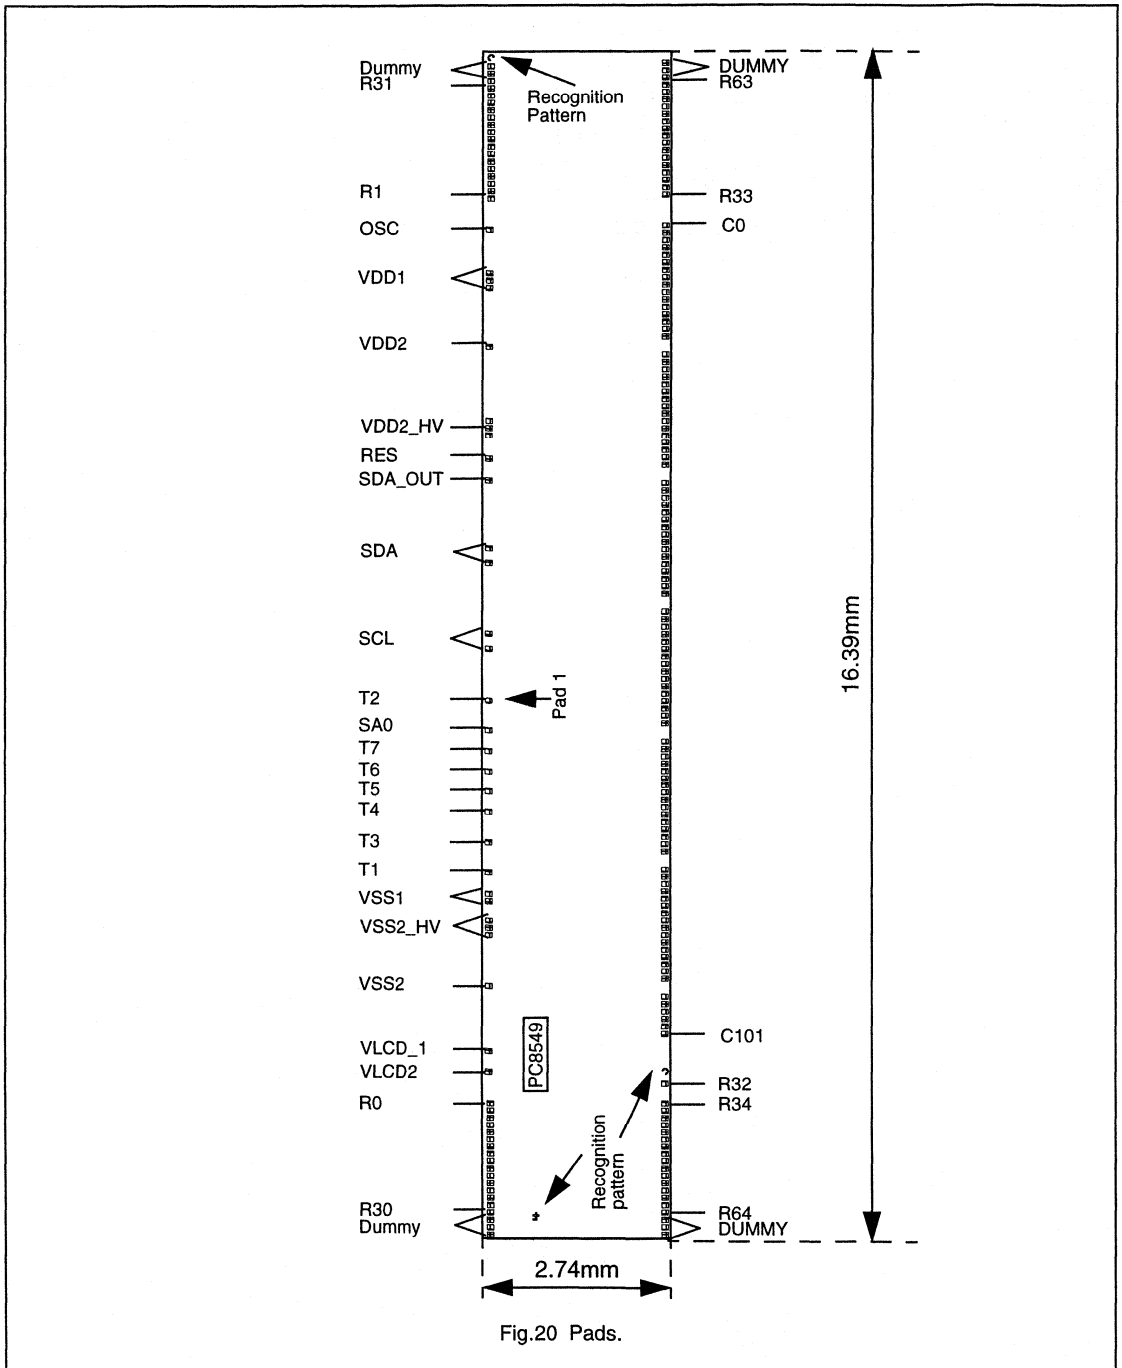 Dummy
R31
Recognition
Pattern
R1
OSC
VDD1
VDD2
VDD2_HV
RES
SDA_OUT
SDA
SCL
T2
Pad 1
SA0
T7
T6
T5
T4
T3
T1
VSS1
VSS2_HV
VSS2
VLCD_1
VLCD2
R0
R30
Dummy
PC8549
Recognition
pattern
DUMMY
R63
R33
C0
C101
R32
R34
R64
DUMMY
16.39mm
2.74mm
Fig.20 Pads.